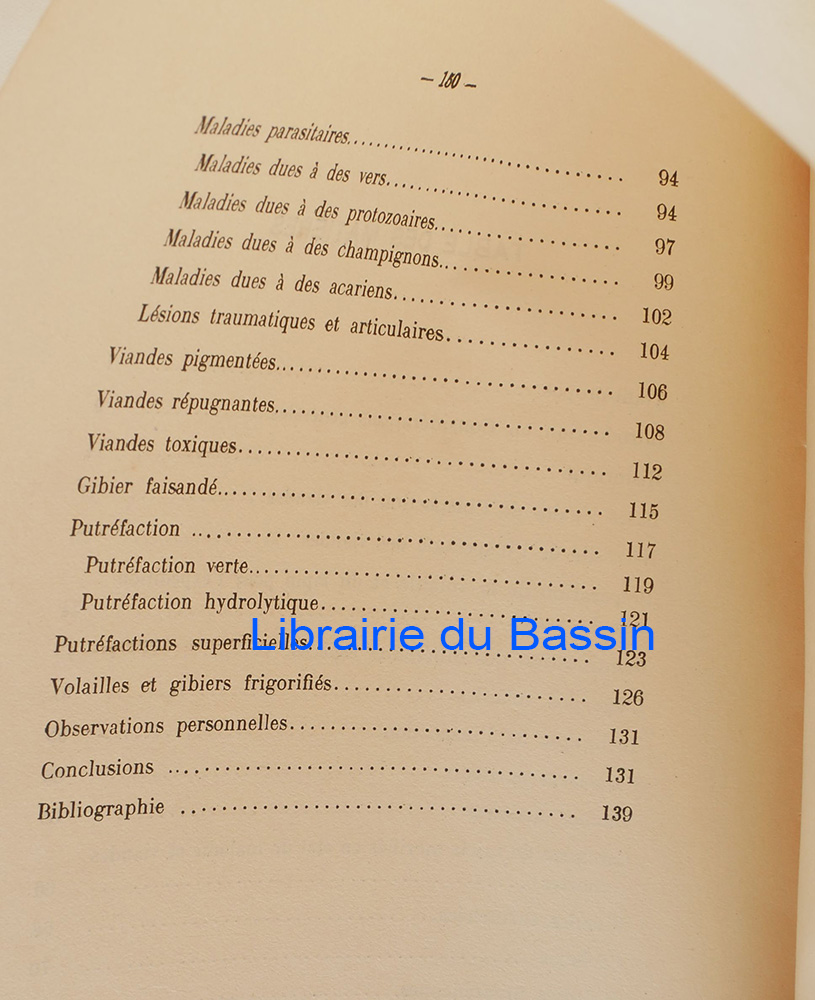 — 150 —
Maladies parasitaires.................................. 94
Maladies dues à des vers.............................. 94
Maladies dues à des protozoaires...................... 97
Maladies dues à des champignons....................... 99
Maladies dues à des acariens.......................... 102
Lésions traumatiques et articulaires.................. 104
Viandes pigmentées.................................... 106
Viandes répugnantes................................... 108
Viandes toxiques...................................... 112
Gibier faisandé....................................... 115
Putréfaction ......................................... 117
Putréfaction verte.................................... 119
Putréfaction hydrolytique............................. 121
Librairie du Bassin
Putréfactions superficielles.......................... 123
Volailles et gibiers frigorifiés...................... 126
Observations personnelles............................. 131
Conclusions .......................................... 131
Bibliographie ........................................ 139